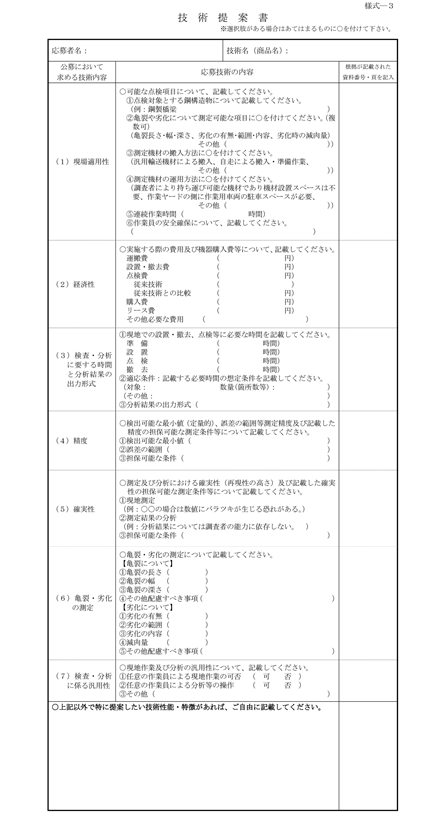 様式―３
技術提案書
※選択肢がある場合はあてはまるものに○を付けて下さい。
応募者名：　技術名（商品名）：
公募において
求める技術内容
応募技術の内容
根拠が記載された
資料番号・頁を記入
（１）現場適用性
○可能な点検項目について、記載してください。
①点検対象とする鋼構造物について記載してください。
（例：鋼製橋梁　　　　）
②亀裂や劣化について測定可能な項目に○を付けてください。（複
数可）
（亀裂長さ･幅･深さ、劣化の有無･範囲･内容、劣化時の減肉量）
その他（　　　　））
③測定機材の搬入方法に○を付けてください。
（汎用輸送機材による搬入、自走による搬入・準備作業、
その他（　　　　））
④測定機材の運用方法に○を付けてください。
（調査者により持ち運び可能な機材であり機材設置スペースは不
要、作業ヤードの側に作業用車両の駐車スペースが必要、
その他（　　　　））
⑤連続作業時間（　　　　時間）
⑥作業員の安全確保について、記載してください。
（　　　　）
（２）経済性
○実施する際の費用及び機器購入費等について､記載してください。
運搬費　（　　　　円）
設置・撤去費　（　　　　円）
点検費　（　　　　円）
従来技術　（　　　　）
従来技術との比較　（　　　　円）
購入費　（　　　　円）
リース費　（　　　　円）
その他必要な費用　（　　　　）
（３）検査・分析
に要する時間
と分析結果の
出力形式
①現地での設置・撤去、点検等に必要な時間を記載してください。
準　備　（　　　　時間）
設　置　（　　　　時間）
点　検　（　　　　時間）
撤　去　（　　　　時間）
②適応条件：記載する必要時間の想定条件を記載してください。
（対象：　　　　数量(箇所数等)：　　　　）
（その他：　　　　）
③分析結果の出力形式（　　　　）
（４）精度
○検出可能な最小値（定量的）、誤差の範囲等測定精度及び記載した
精度の担保可能な測定条件等について記載してください。
①検出可能な最小値（　　　　）
②誤差の範囲（　　　　）
③担保可能な条件（　　　　）
（５）確実性
○測定及び分析における確実性（再現性の高さ）及び記載した確実
性の担保可能な測定条件等について記載してください。
①現地測定
（例：○○の場合は数値にバラツキが生じる恐れがある。）
②測定結果の分析
（例：分析結果については調査者の能力に依存しない。　）
③担保可能な条件（　　　　）
（６）亀裂・劣化
の測定
○亀裂・劣化の測定について記載してください。
【亀裂について】
①亀裂の長さ（　　　　）
②亀裂の幅　（　　　　）
③亀裂の深さ（　　　　）
④その他配慮すべき事項（　　　　）
【劣化について】
①劣化の有無（　　　　）
②劣化の範囲（　　　　）
③劣化の内容（　　　　）
④減肉量　　（　　　　）
⑤その他配慮すべき事項（　　　　）
（７）検査・分析
に係る汎用性
○現地作業及び分析の汎用性について、記載してください。
①任意の作業員による現地作業の可否　（　可　　否　）
②任意の作業員による分析等の操作　（　可　　否　）
③その他（　　　　）
○上記以外で特に提案したい技術性能・特徴があれば、ご自由に記載してください。